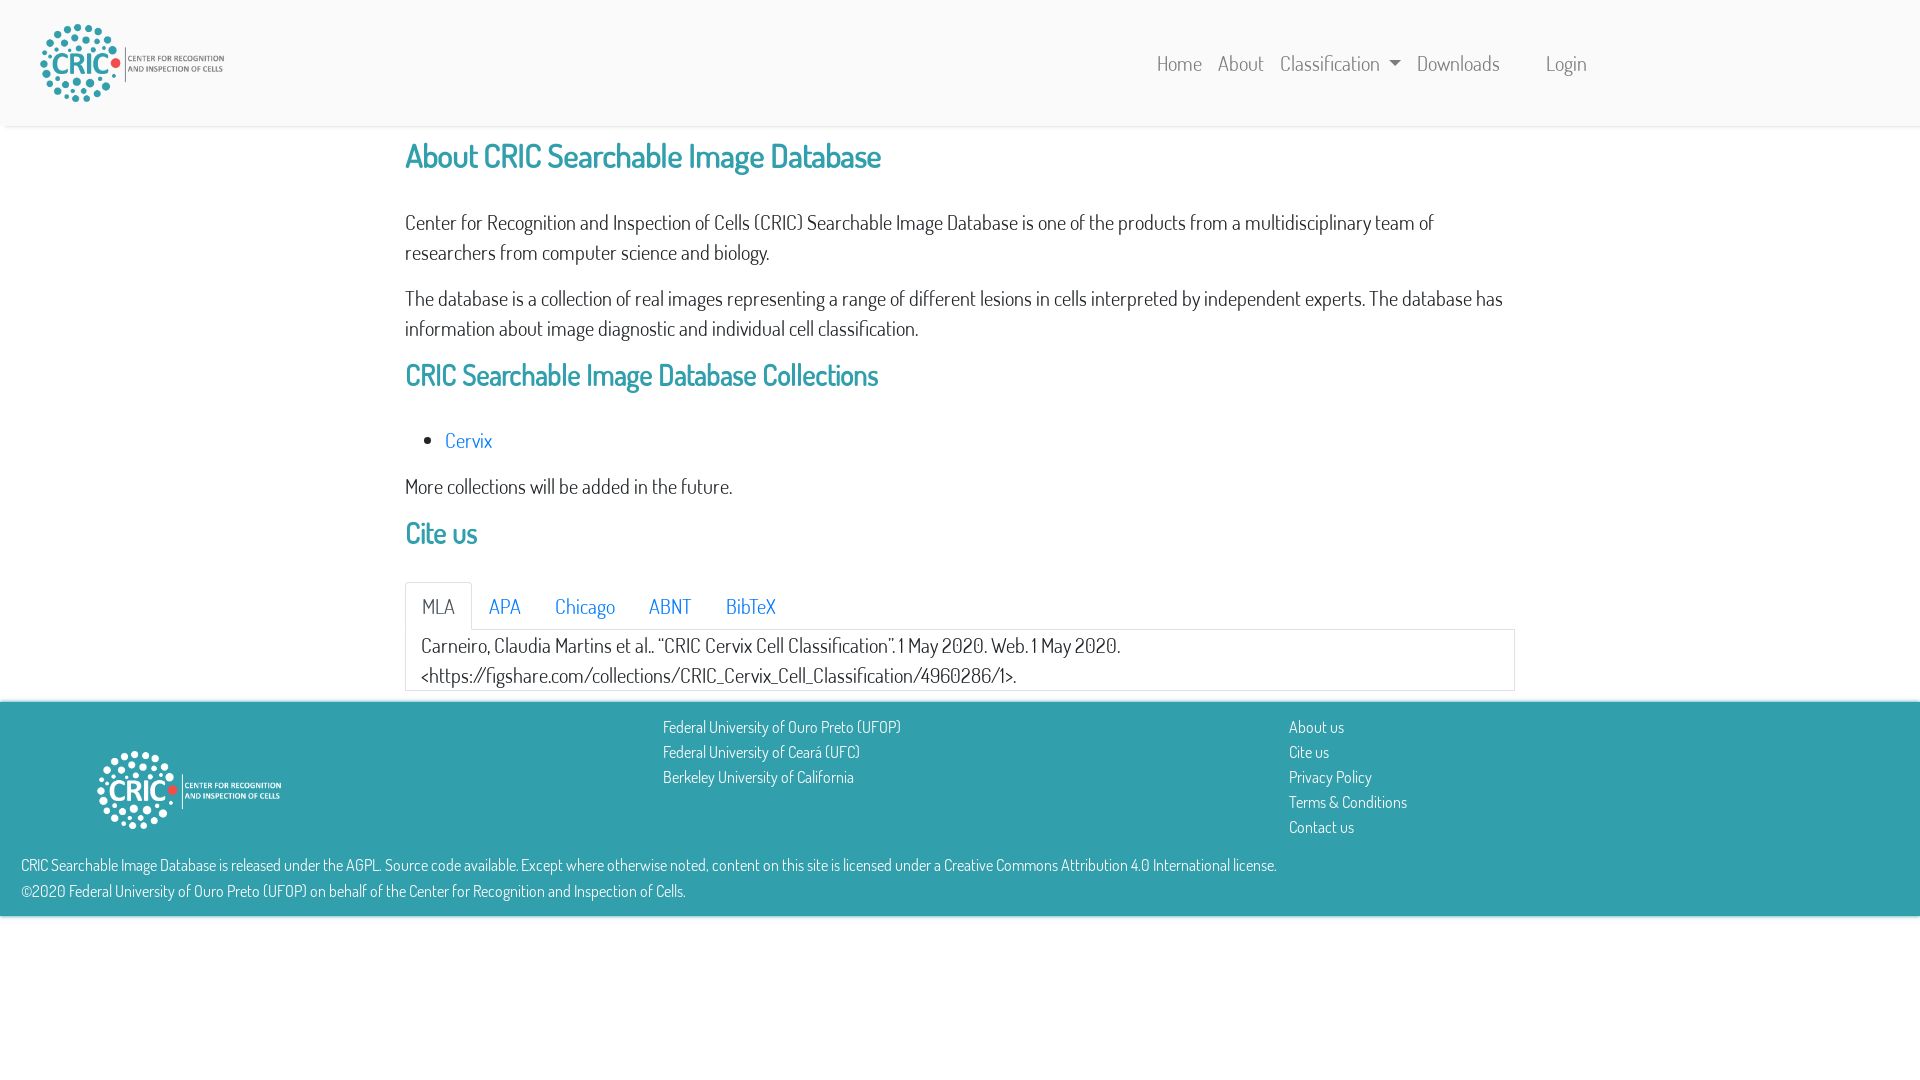 CRIC
CENTER FOR RECOGNITION
AND INSPECTION OF CELLS
Home
About
Classification
Downloads
Login
About CRIC Searchable Image Database
Center for Recognition and Inspection of Cells (CRIC) Searchable Image Database is one of the products from a multidisciplinary team of
researchers from computer science and biology.
The database is a collection of real images representing a range of different lesions in cells interpreted by independent experts. The database has
information about image diagnostic and individual cell classification.
CRIC Searchable Image Database Collections
Cervix
More collections will be added in the future.
Cite us
MLA
APA
Chicago
ABNT
BibTeX
Carneiro, Claudia Martins et al.. “CRIC Cervix Cell Classification”. 1 May 2020. Web. 1 May 2020.
<https://figshare.com/collections/CRIC_Cervix_Cell_Classification/4960286/1>.
CRIC
CENTER FOR RECOGNITION
AND INSPECTION OF CELLS
Federal University of Ouro Preto (UFOP)
Federal University of Ceará (UFC)
Berkeley University of California
About us
Cite us
Privacy Policy
Terms & Conditions
Contact us
CRIC Searchable Image Database is released under the AGPL. Source code available. Except where otherwise noted, content on this site is licensed under a Creative Commons Attribution 4.0 International license.
©2020 Federal University of Ouro Preto (UFOP) on behalf of the Center for Recognition and Inspection of Cells.